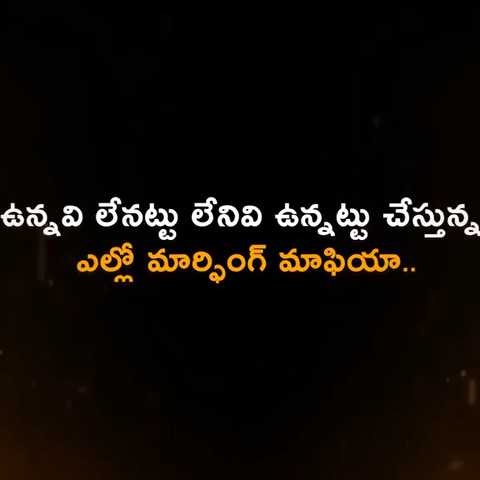 ఉన్నవి లేనట్టు లేనివి ఉన్నట్టు చేస్తున్న
ఎల్లో మార్ఫింగ్ మాఫియా..